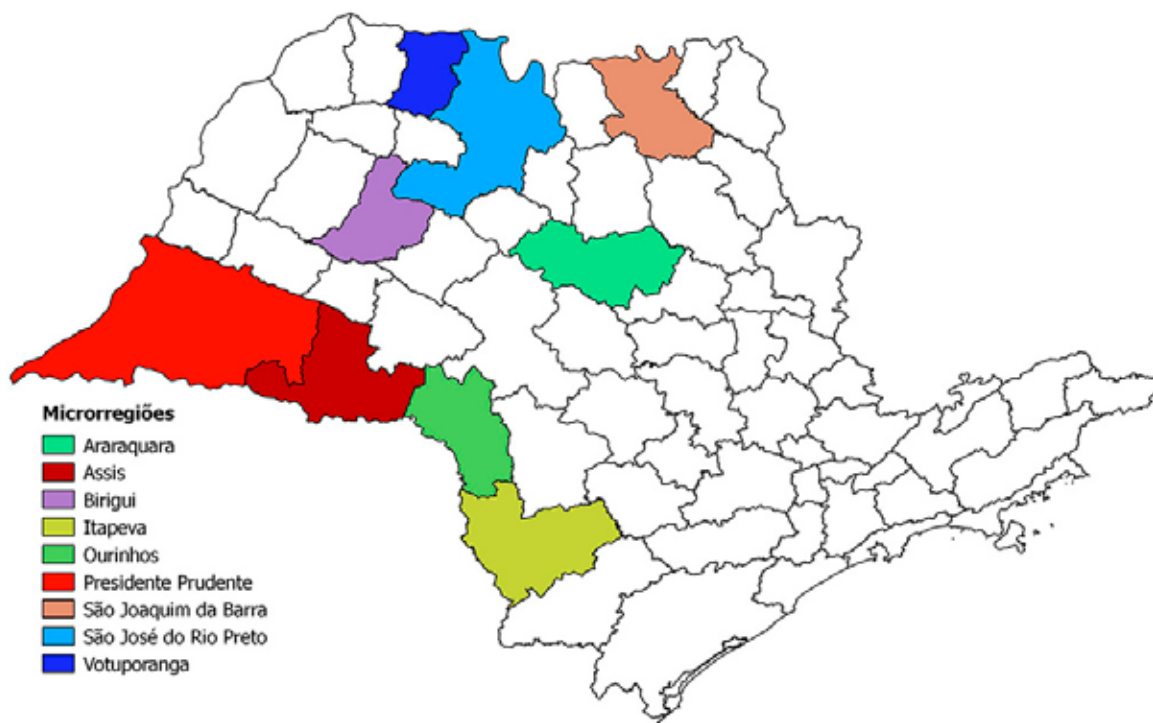 Microrregiões
Araraquara
Assis
Birigui
Itapeva
Ourinhos
Presidente Prudente
São Joaquim da Barra
São José do Rio Preto
Votuporanga